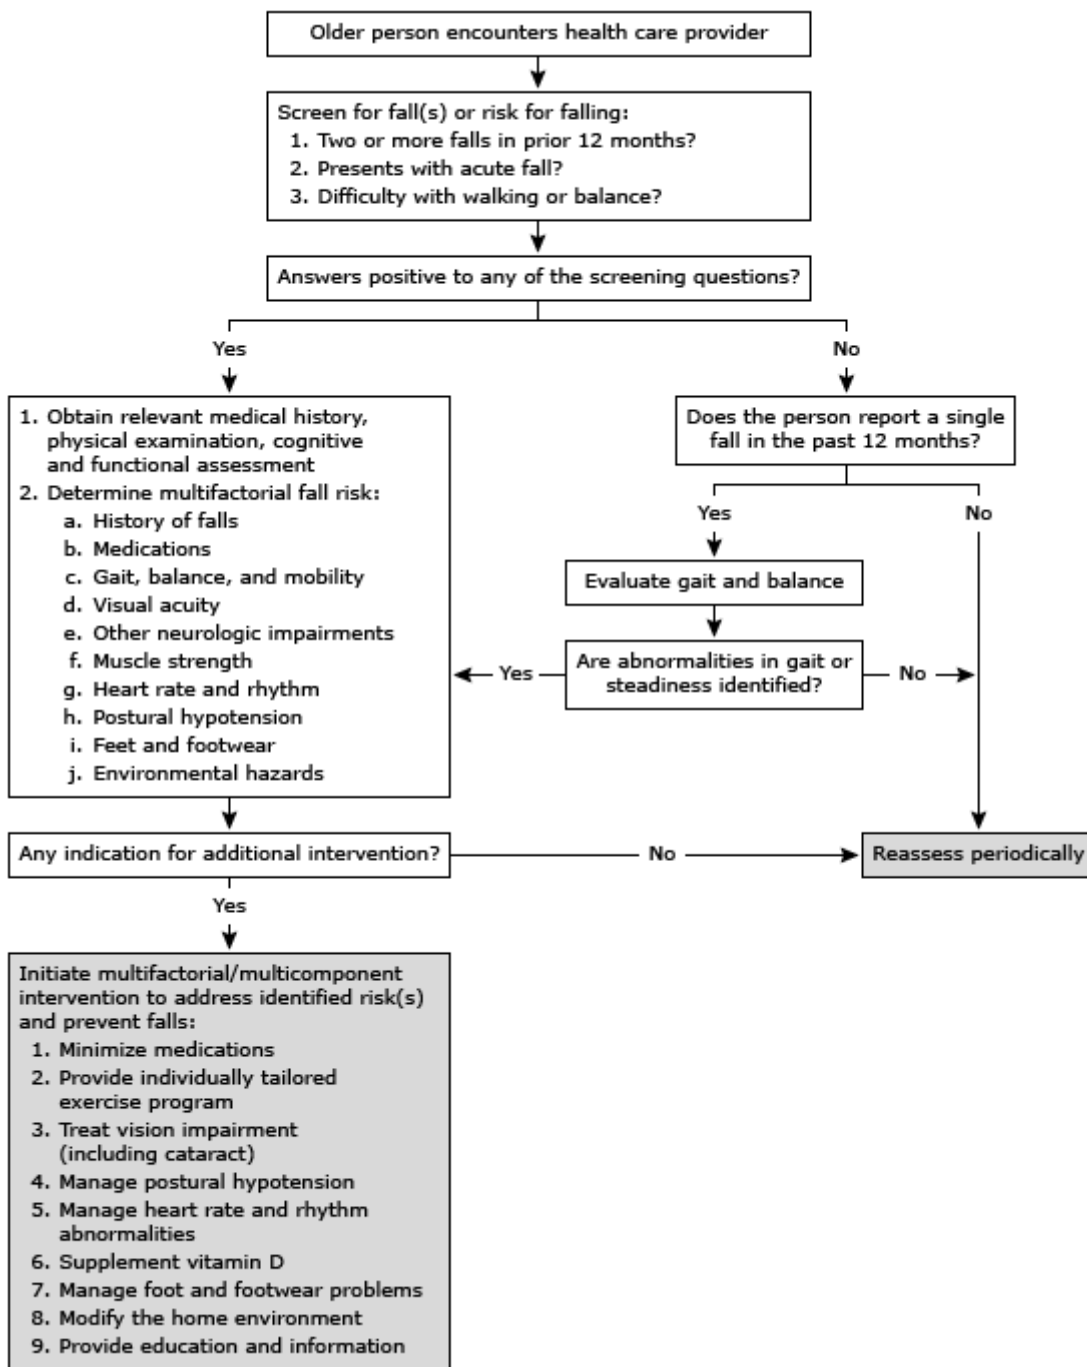 Older person encounters health care provider
Screen for fall(s) or risk for falling:
1. Two or more falls in prior 12 months?
2. Presents with acute fall?
3. Difficulty with walking or balance?
Answers positive to any of the screening questions?
Yes
No
1. Obtain relevant medical history,
physical examination, cognitive
and functional assessment
2. Determine multifactorial fall risk:
a. History of falls
b. Medications
c. Gait, balance, and mobility
d. Visual acuity
e. Other neurologic impairments
f. Muscle strength
g. Heart rate and rhythm
h. Postural hypotension
i. Feet and footwear
j. Environmental hazards
Does the person report a single
fall in the past 12 months?
Yes
No
Evaluate gait and balance
Are abnormalities in gait or
steadiness identified?
Yes
No
Any indication for additional intervention?
No
Reassess periodically
Yes
Initiate multifactorial/multicomponent
intervention to address identified risk(s)
and prevent falls:
1. Minimize medications
2. Provide individually tailored
exercise program
3. Treat vision impairment
(including cataract)
4. Manage postural hypotension
5. Manage heart rate and rhythm
abnormalities
6. Supplement vitamin D
7. Manage foot and footwear problems
8. Modify the home environment
9. Provide education and information